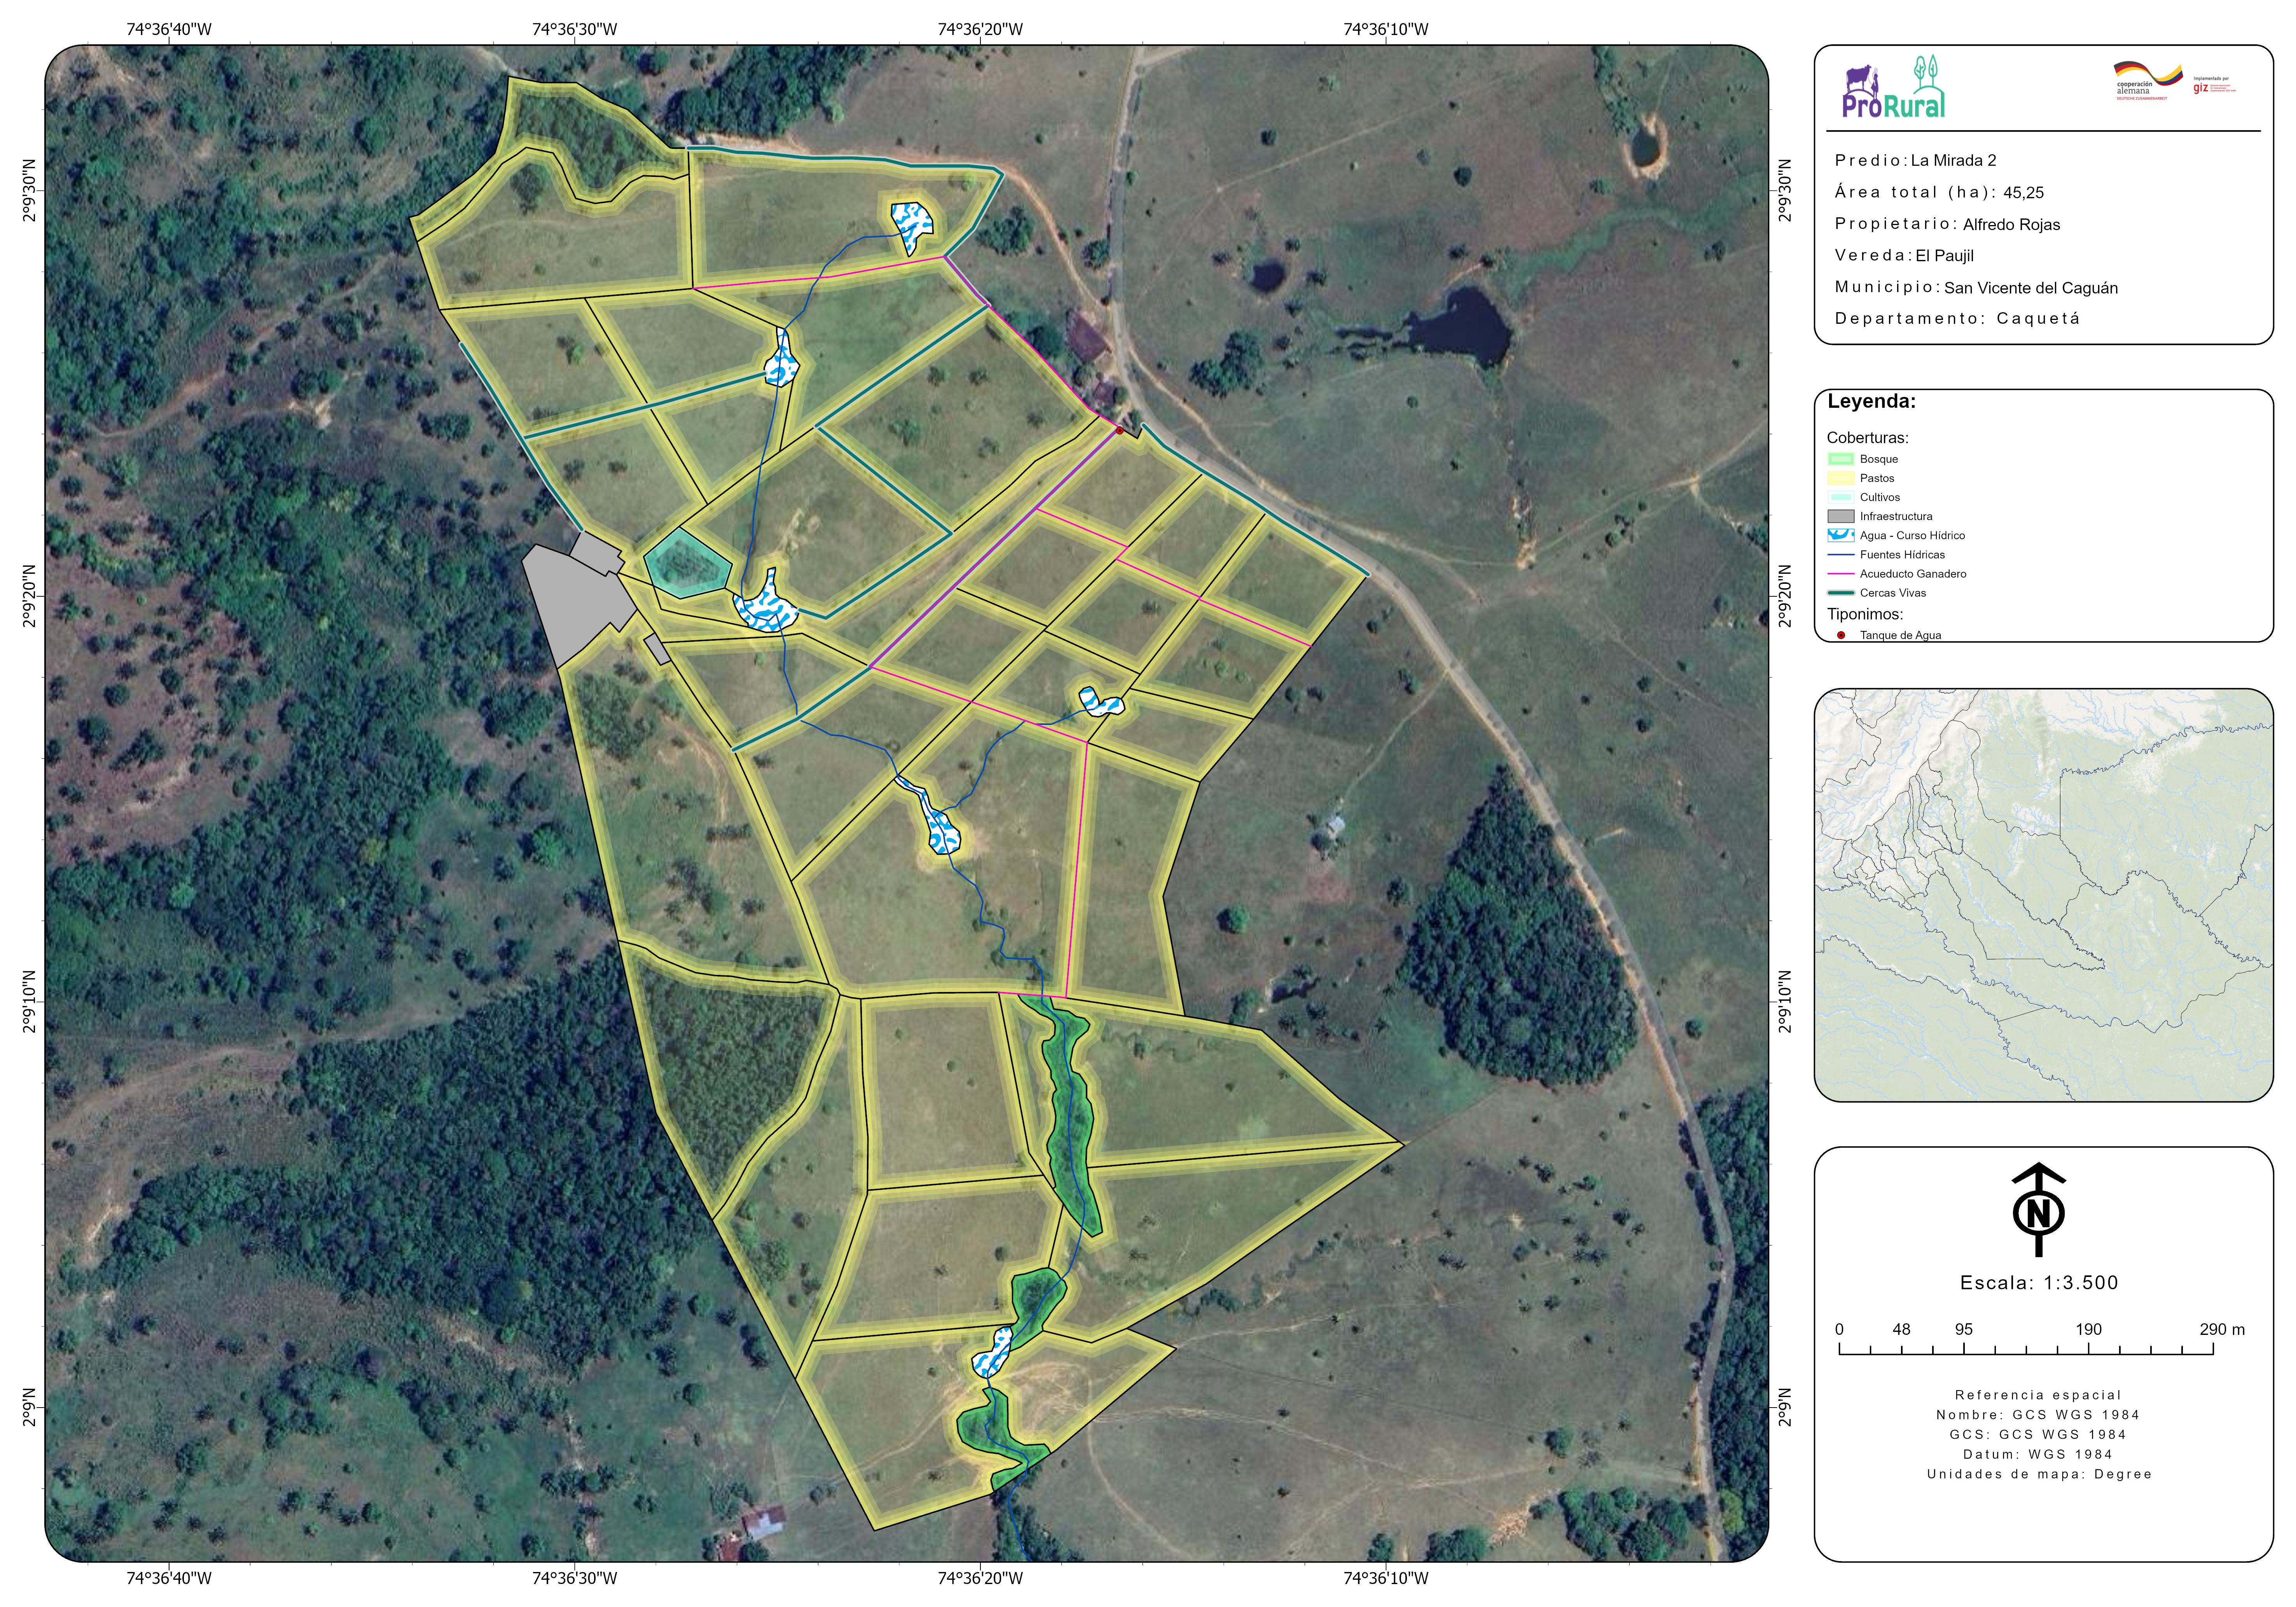 74°36'40"W 74°36'30"W 74°36'20"W 74°36'10"W
2°9'30"N 2°9'30"N
2°9'20"N 2°9'20"N
2°9'10"N 2°9'10"N
2°9'N 2°9'N
74°36'40"W 74°36'30"W 74°36'20"W 74°36'10"W
ProRural
cooperación
alemana
DEUTSCHE ZUSAMMENARBEIT
Implementada por
giz
Predio: La Mirada 2
Área total (ha): 45,25
Propietario: Alfredo Rojas
Vereda: El Paujil
Municipio: San Vicente del Caguán
Departamento: Caquetá
Leyenda:
Coberturas:
Bosque
Pastos
Cultivos
Infraestructura
Agua - Curso Hídrico
Fuentes Hídricas
Acueducto Ganadero
Cercas Vivas
Tiponimos:
Tanque de Agua
N
Escala: 1:3.500
0 48 95 190 290 m
Referencia espacial
Nombre: GCS WGS 1984
GCS: GCS WGS 1984
Datum: WGS 1984
Unidades de mapa: Degree